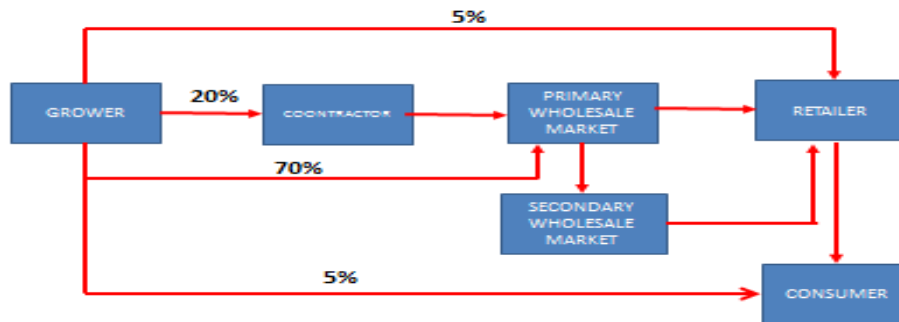 5%
GROWER
20%
COONTRACTOR
PRIMARY
WHOLESALE
MARKET
RETAILER
70%
SECONDARY
WHOLESALE
MARKET
5%
CONSUMER